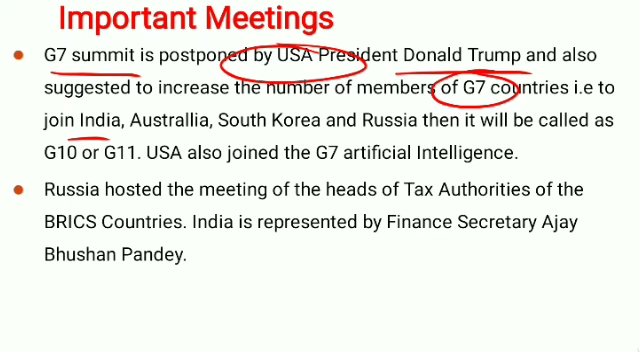 Important Meetings
G7 summit is postponed by USA President Donald Trump and also
suggested to increase the number of members of G7 countries i.e to
join India, Australlia, South Korea and Russia then it will be called as
G10 or G11. USA also joined the G7 artificial Intelligence.
Russia hosted the meeting of the heads of Tax Authorities of the
BRICS Countries. India is represented by Finance Secretary Ajay
Bhushan Pandey.